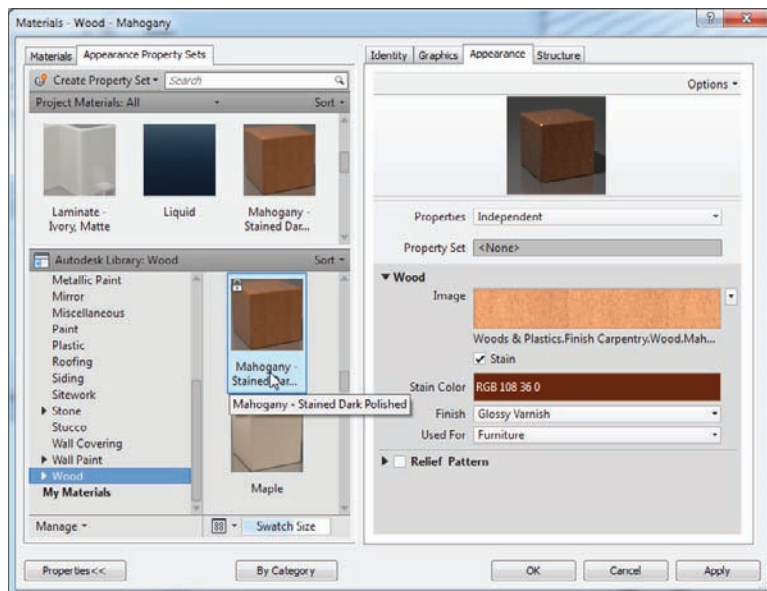 Materials - Wood - Mahogany
Materials Appearance Property Sets
Create Property Set Search
Project Materials: All Sort
Laminate - Ivory, Matte
Liquid
Mahogany - Stained Dar...
Autodesk Library: Wood Sort
Metallic Paint
Mirror
Miscellaneous
Paint
Plastic
Roofing
Siding
Sitework
Stone
Stucco
Wall Covering
Wall Paint
Wood
My Materials
Mahogany -
Stained Dar...
Mahogany - Stained Dark Polished
Maple
Manage Swatch Size
Properties<< By Category
Identity Graphics Appearance Structure
Options
Properties Independent
Property Set <None>
Wood
Image
Woods & Plastics.Finish Carpentry.Wood.Mah...
Stain
Stain Color RGB 108 36 0
Finish Glossy Varnish
Used For Furniture
Relief Pattern
OK Cancel Apply